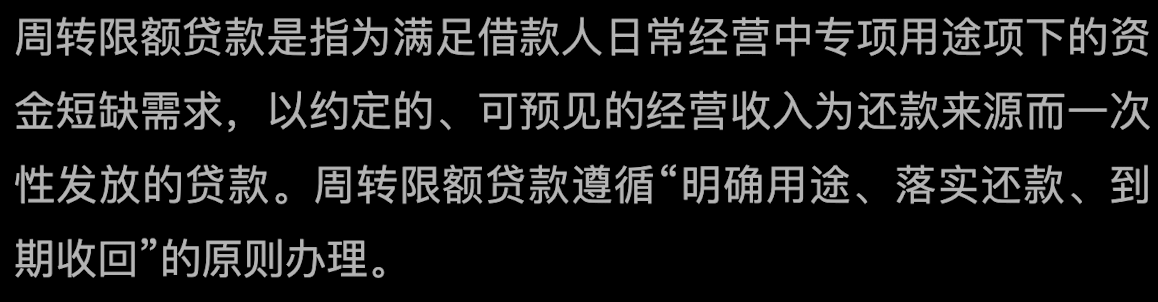 周转限额贷款是指为满足借款人日常经营中专项用途项下的资
金短缺需求，以约定的、可预见的经营收入为还款来源而一次
性发放的贷款。周转限额贷款遵循“明确用途、落实还款、到
期收回”的原则办理。